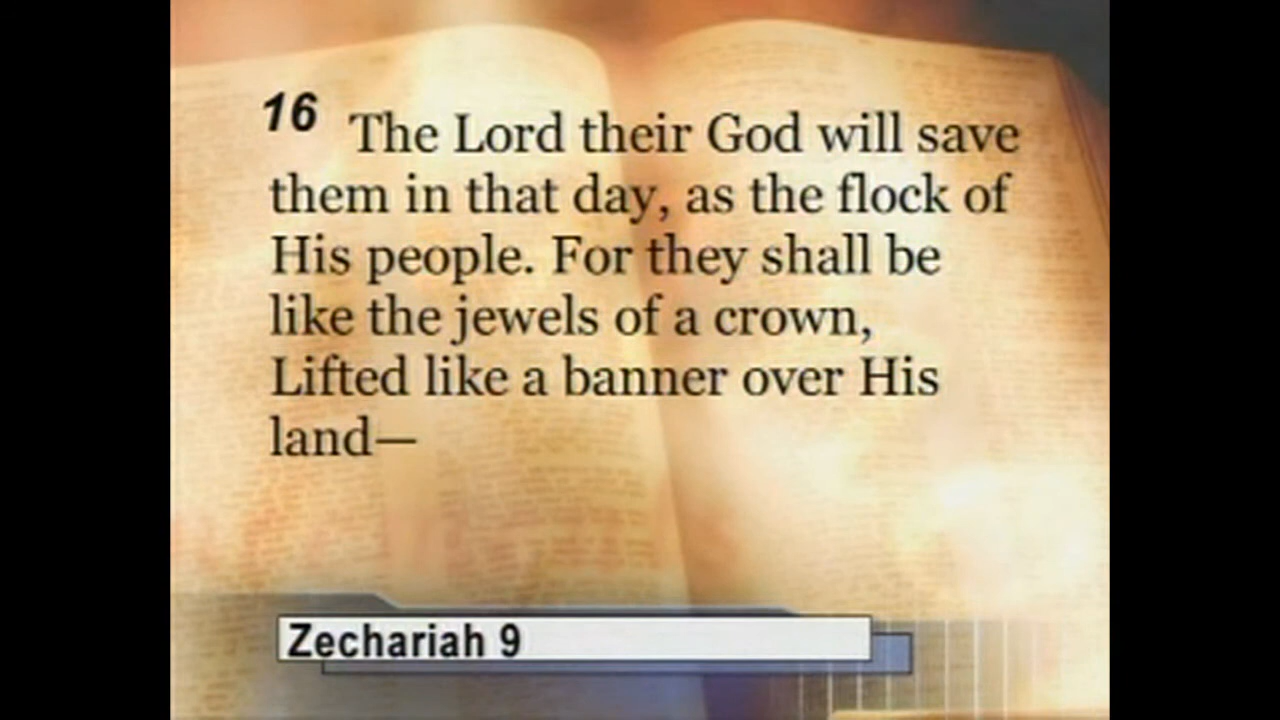 16 The Lord their God will save
them in that day, as the flock of
His people. For they shall be
like the jewels of a crown,
Lifted like a banner over His
land—
Zechariah 9